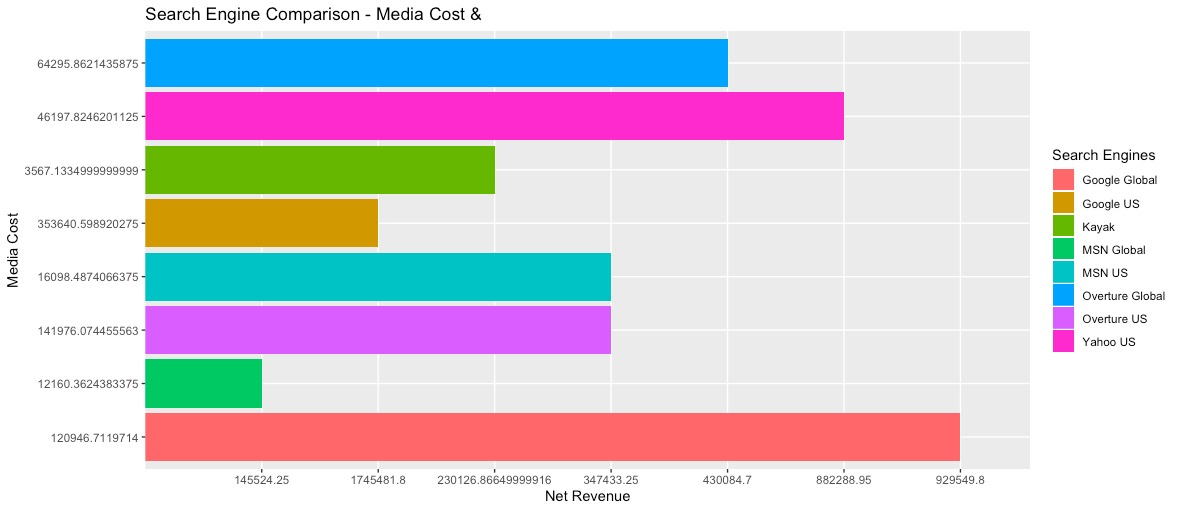 Search Engine Comparison - Media Cost &
Media Cost
64295.8621435875
46197.8246201125
3567.1334999999999
353640.598920275
16098.4874066375
141976.074455563
12160.3624383375
120946.7119714
145524.25
1745481.8
230126.86649999916
347433.25
430084.7
882288.95
929549.8
Net Revenue
Search Engines
Google Global
Google US
Kayak
MSN Global
MSN US
Overture Global
Overture US
Yahoo US